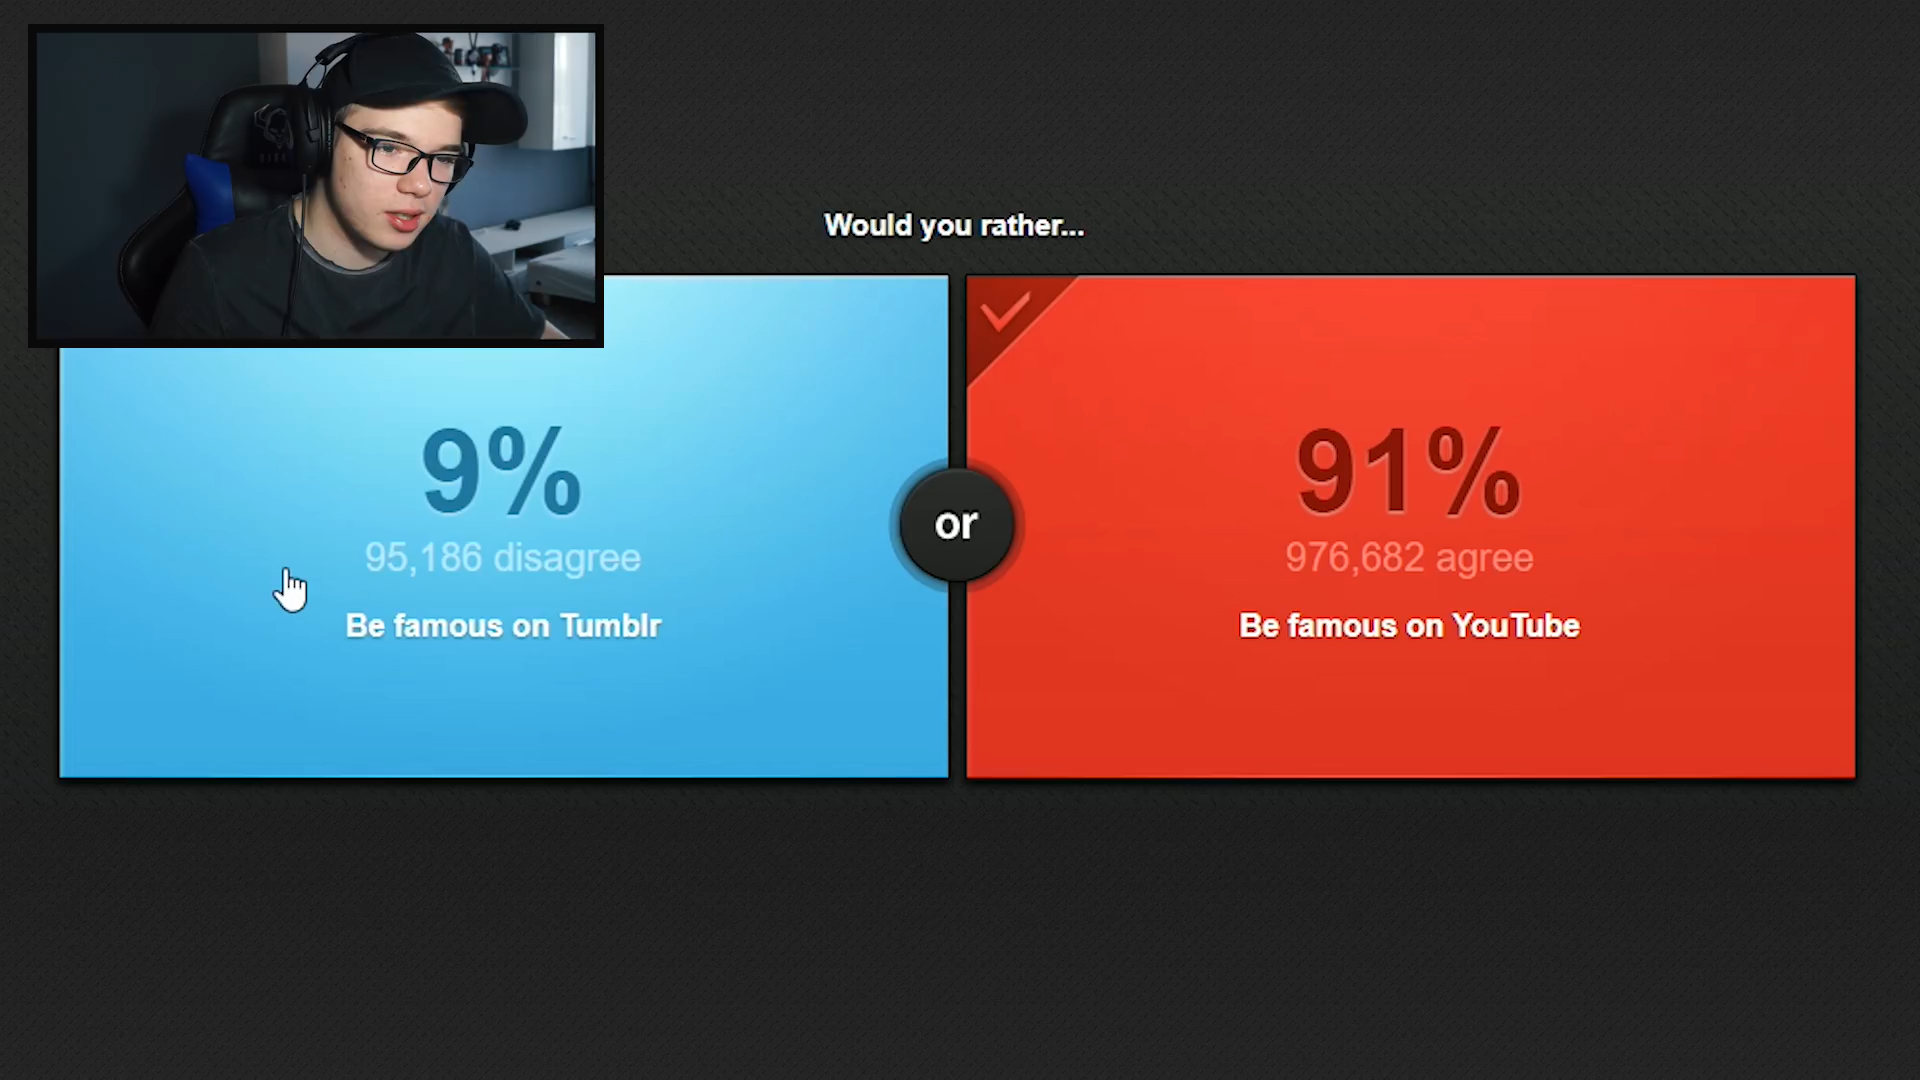 Would you rather...
9%
95,186 disagree
Be famous on Tumblr
or
91%
976,682 agree
Be famous on YouTube